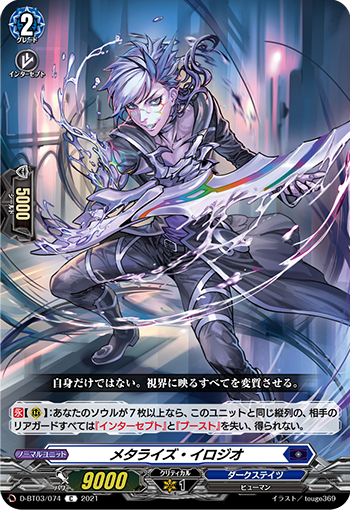 2
グレード
インターセプト
5000
シールド
自身だけではない。視界に映るすべてを変質させる。
永【R】:あなたのソウルが7枚以上なら、このユニットと同じ縦列の、相手の
リアガードすべては『インターセプト』と『ブースト』を失い、得られない。
ノーマルユニット
メタライズ・イロジオ
パワー
9000
クリティカル
1
ダークステイツ
ヒューマン
D-BT03/074 C 2021
イラスト/touge369